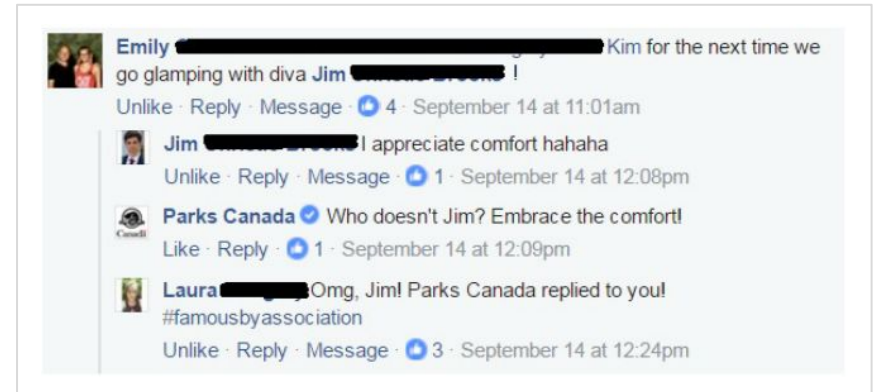 Emily Kim for the next time we
go glamping with diva Jim !
Unlike · Reply · Message · 4 · September 14 at 11:01am
Jim I appreciate comfort hahaha
Unlike · Reply · Message · 1 · September 14 at 12:08pm
Parks Canada Who doesn't Jim? Embrace the comfort!
Like · Reply · 1 · September 14 at 12:09pm
Laura Omg, Jim! Parks Canada replied to you!
#famousbyassociation
Unlike · Reply · Message · 3 · September 14 at 12:24pm